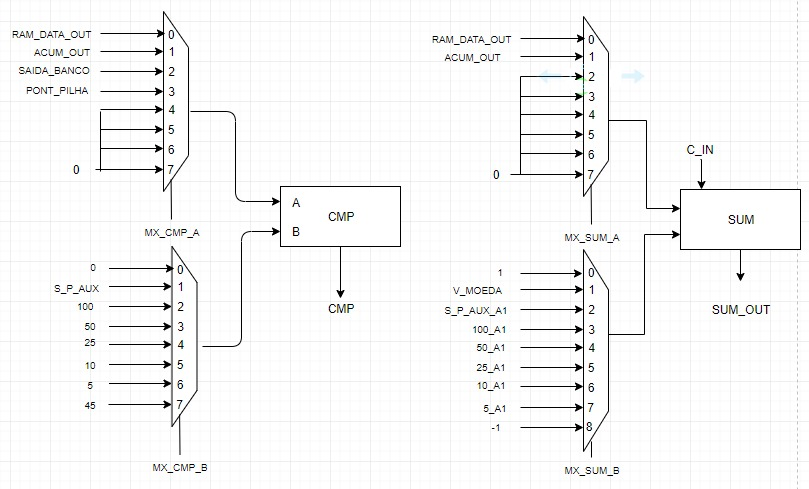 RAM_DATA_OUT 0
ACUM_OUT 1
SAIDA_BANCO 2
PONT_PILHA 3
4
5
6
0 7
MX_CMP_A
A
B
CMP
CMP
0 0
S_P_AUX 1
100 2
50 3
25 4
10 5
5 6
45 7
MX_CMP_B
RAM_DATA_OUT 0
ACUM_OUT 1
2
3
4
5
6
0 7
MX_SUM_A
C_IN
SUM
SUM_OUT
1 0
V_MOEDA 1
S_P_AUX_A1 2
100_A1 3
50_A1 4
25_A1 5
10_A1 6
5_A1 7
-1 8
MX_SUM_B